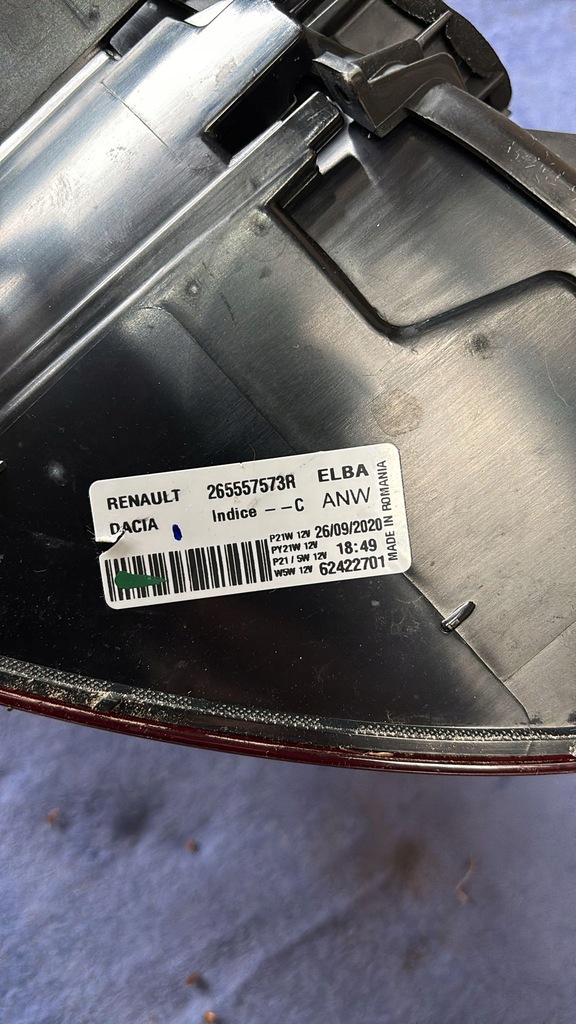 RENAULT 265557573R ELBA
DACIA Indice --C ANW
P21W 12V 26/09/2020
PY21W 12V 18:49
P21/5W 12V
W5W 12V 62422701
MADE IN ROMANIA